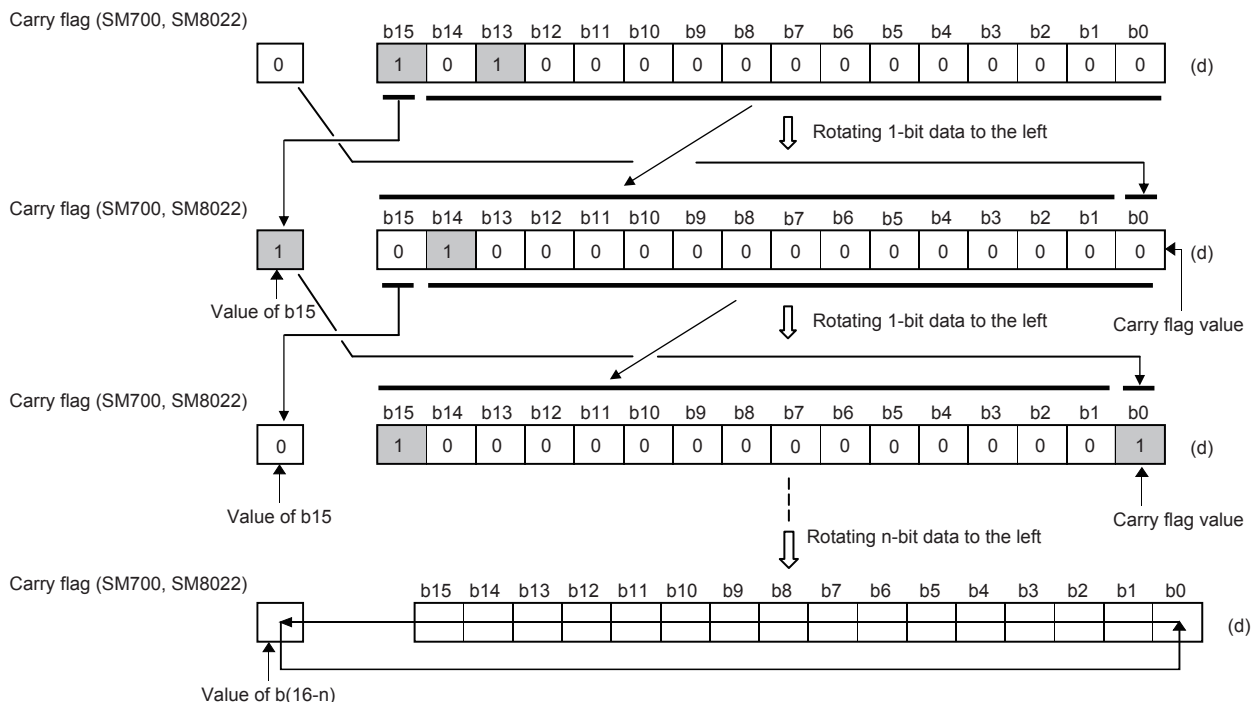 Carry flag (SM700, SM8022)
b15 b14 b13 b12 b11 b10 b9 b8 b7 b6 b5 b4 b3 b2 b1 b0
0 1 0 1 0 0 0 0 0 0 0 0 0 0 0 0 0 (d)
Rotating 1-bit data to the left
Carry flag (SM700, SM8022)
b15 b14 b13 b12 b11 b10 b9 b8 b7 b6 b5 b4 b3 b2 b1 b0
1 0 1 0 0 0 0 0 0 0 0 0 0 0 0 0 0 (d)
Value of b15
Rotating 1-bit data to the left
Carry flag value
Carry flag (SM700, SM8022)
b15 b14 b13 b12 b11 b10 b9 b8 b7 b6 b5 b4 b3 b2 b1 b0
0 1 0 0 0 0 0 0 0 0 0 0 0 0 0 0 1 (d)
Value of b15
Carry flag value
Rotating n-bit data to the left
Carry flag (SM700, SM8022)
b15 b14 b13 b12 b11 b10 b9 b8 b7 b6 b5 b4 b3 b2 b1 b0
(d)
Value of b(16-n)